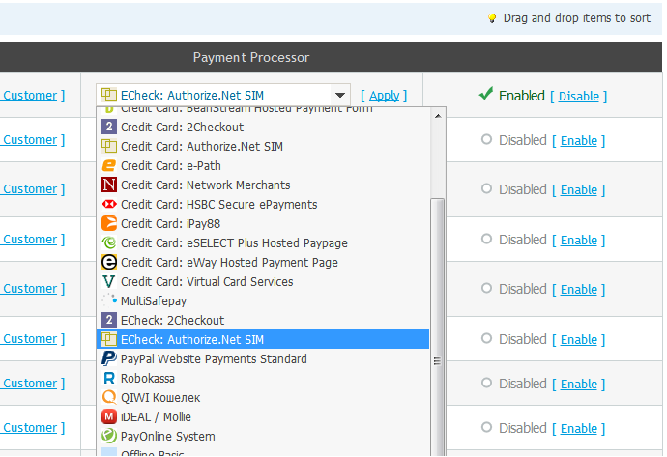 Drag and drop items to sort
Payment Processor
Customer ] ECheck: Authorize.Net SIM [ Apply ] Enabled [ Disable ]
SeanStream Hosted Payment Form
2 Credit Card: 2Checkout
Customer ] Credit Card: Authorize.Net SIM Disabled [ Enable ]
e Credit Card: e-Path
N Credit Card: Network Merchants
Customer ] Credit Card: HSBC Secure ePayments Disabled [ Enable ]
Credit Card: iPay88
Customer ] Credit Card: eSELECT Plus Hosted Paypage Disabled [ Enable ]
e Credit Card: eWay Hosted Payment Page
V Credit Card: Virtual Card Services
Customer ] MultiSafepay Disabled [ Enable ]
2 ECheck: 2Checkout
Customer ] ECheck: Authorize.Net SIM Disabled [ Enable ]
P PayPal Website Payments Standard
R Robokassa
Customer ] Disabled [ Enable ]
QIWI Кошелек
M iDEAL / Mollie
Customer ] PayOnline System Disabled [ Enable ]
Offline Basic